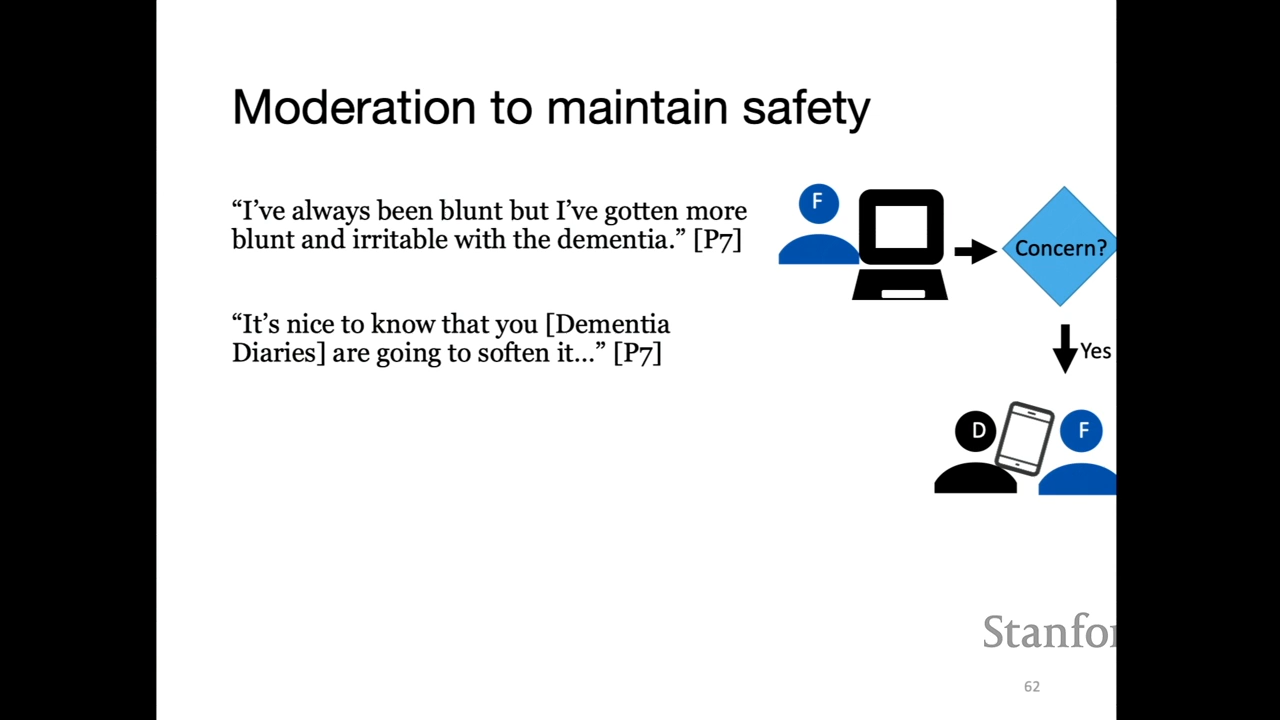 Moderation to maintain safety
“I’ve always been blunt but I’ve gotten more
blunt and irritable with the dementia.” [P7]
“It’s nice to know that you [Dementia
Diaries] are going to soften it…” [P7]
F
Concern?
Yes
D
F
Stanfor
62